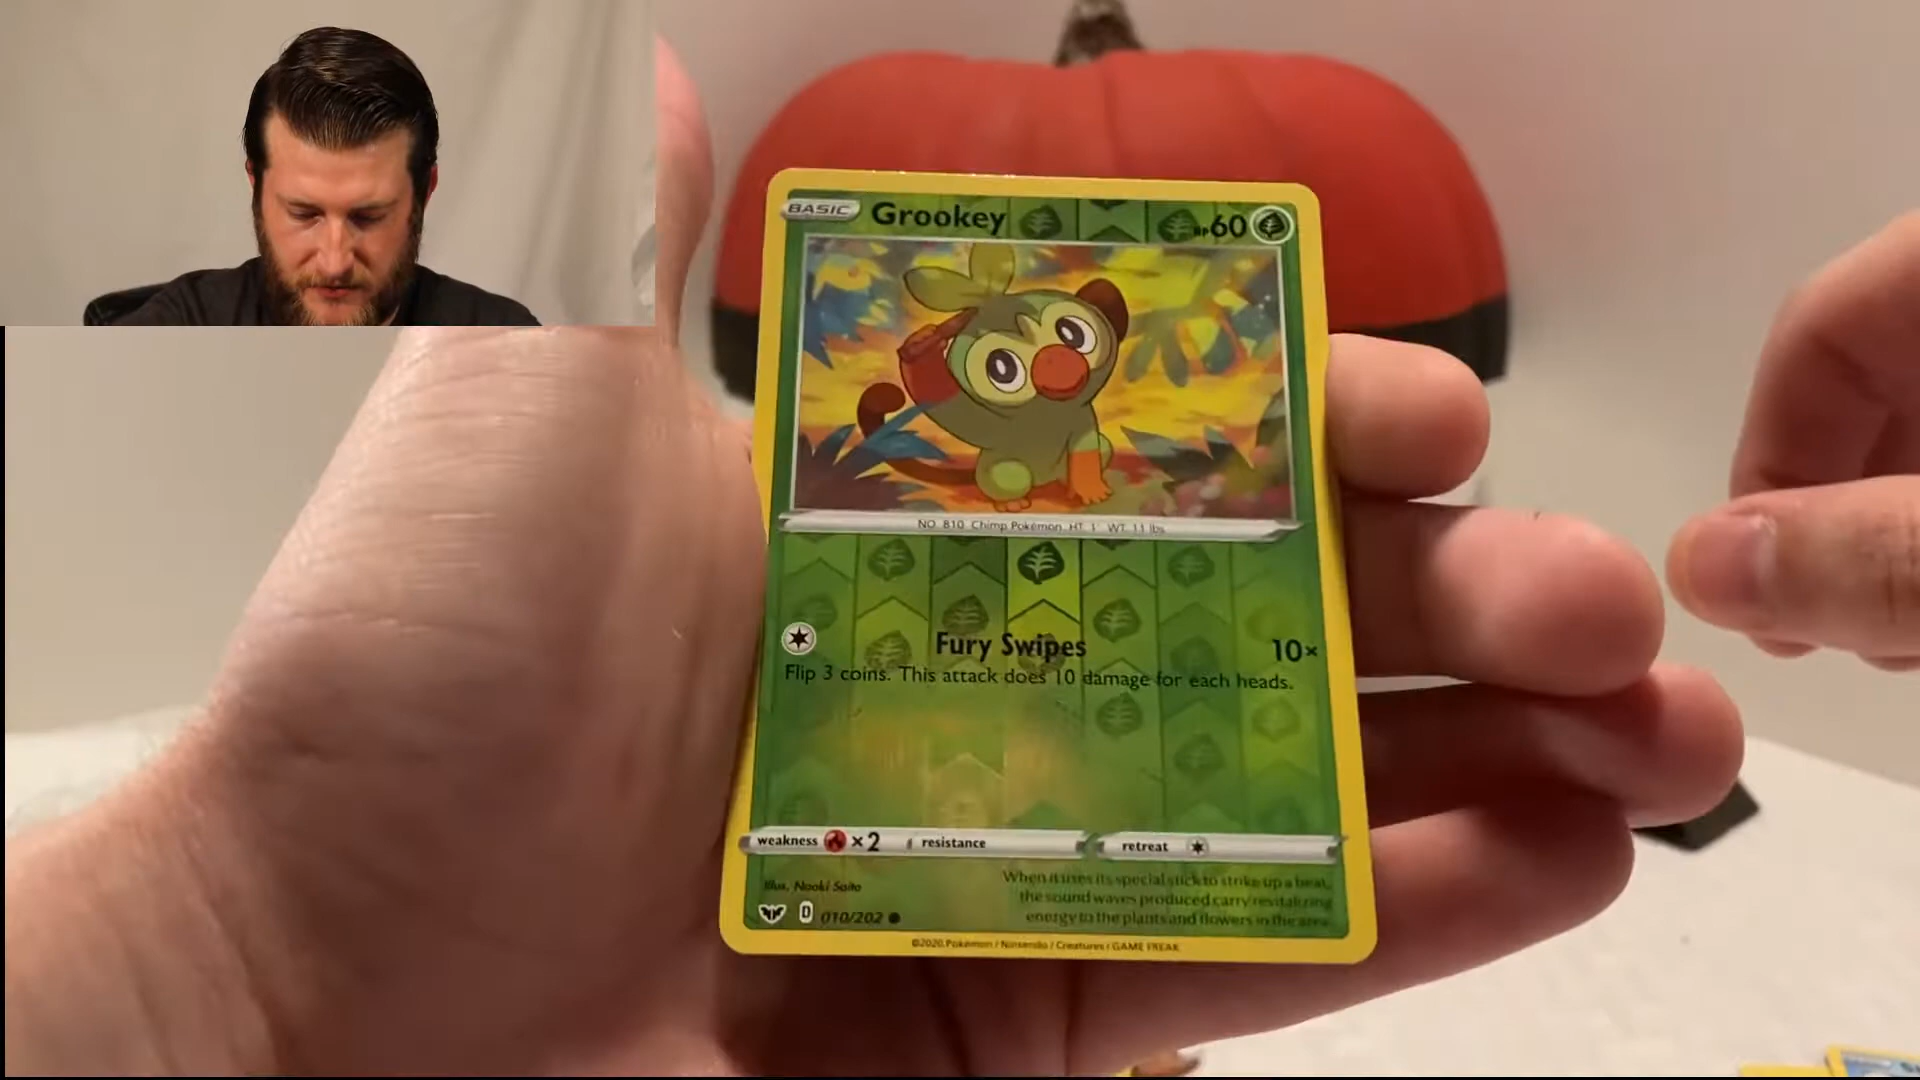 BASIC Grookey HP60
NO. 810 Chimp Pokémon HT. 1' WT. 11 lbs
Fury Swipes 10×
Flip 3 coins. This attack does 10 damage for each heads.
weakness ×2 resistance retreat
Illus. Naoki Saito
When it uses its special stick to strike up a beat,
the sound waves produced carry revitalizing
energy to the plants and flowers in the area.
D 010/202
©2020 Pokémon / Nintendo / Creatures / GAME FREAK